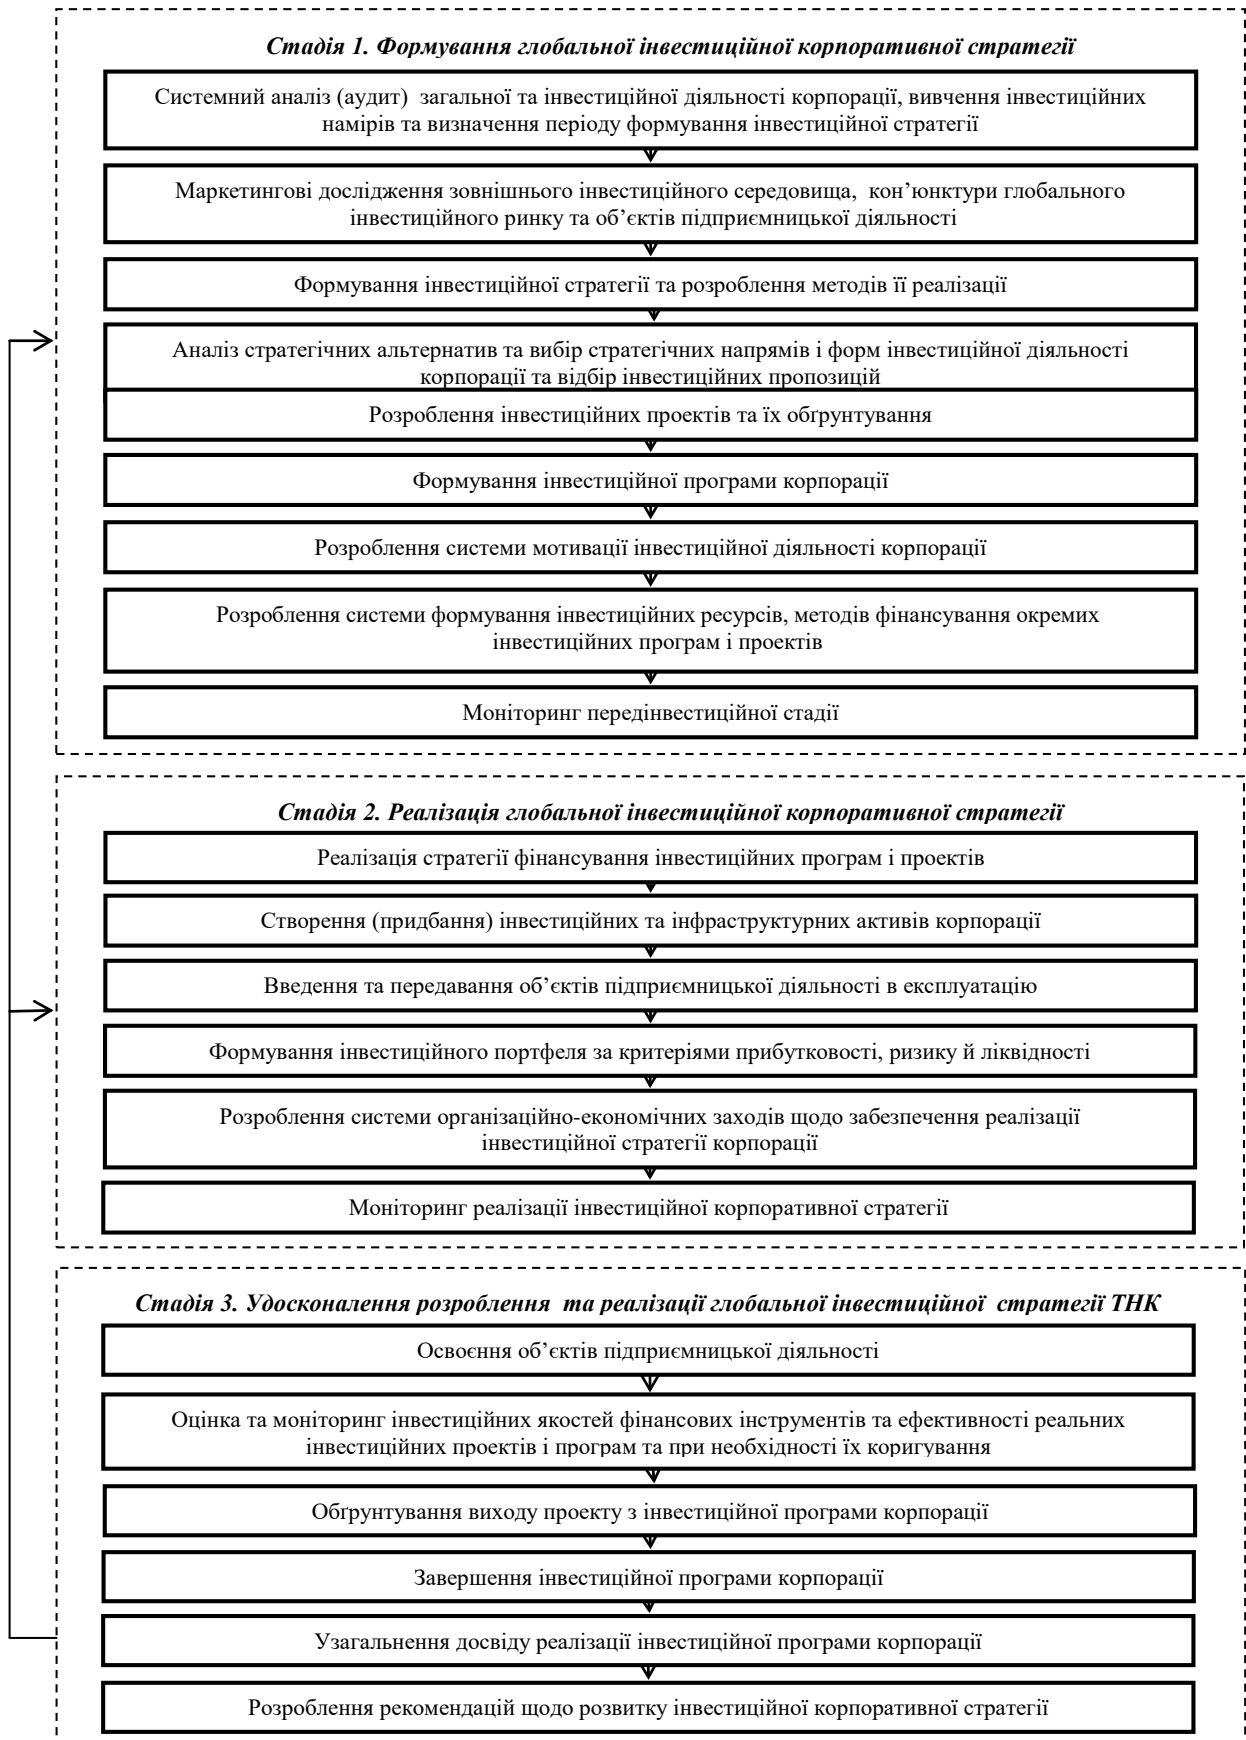 Стадія 1. Формування глобальної інвестиційної корпоративної стратегії
Системний аналіз (аудит) загальної та інвестиційної діяльності корпорації, вивчення інвестиційних
намірів та визначення періоду формування інвестиційної стратегії
Маркетингові дослідження зовнішнього інвестиційного середовища, кон’юнктури глобального
інвестиційного ринку та об’єктів підприємницької діяльності
Формування інвестиційної стратегії та розроблення методів її реалізації
Аналіз стратегічних альтернатив та вибір стратегічних напрямів і форм інвестиційної діяльності
корпорації та відбір інвестиційних пропозицій
Розроблення інвестиційних проектів та їх обґрунтування
Формування інвестиційної програми корпорації
Розроблення системи мотивації інвестиційної діяльності корпорації
Розроблення системи формування інвестиційних ресурсів, методів фінансування окремих
інвестиційних програм і проектів
Моніторинг передінвестиційної стадії
Стадія 2. Реалізація глобальної інвестиційної корпоративної стратегії
Реалізація стратегії фінансування інвестиційних програм і проектів
Створення (придбання) інвестиційних та інфраструктурних активів корпорації
Введення та передавання об’єктів підприємницької діяльності в експлуатацію
Формування інвестиційного портфеля за критеріями прибутковості, ризику й ліквідності
Розроблення системи організаційно-економічних заходів щодо забезпечення реалізації
інвестиційної стратегії корпорації
Моніторинг реалізації інвестиційної корпоративної стратегії
Стадія 3. Удосконалення розроблення та реалізації глобальної інвестиційної стратегії ТНК
Освоєння об’єктів підприємницької діяльності
Оцінка та моніторинг інвестиційних якостей фінансових інструментів та ефективності реальних
інвестиційних проектів і програм та при необхідності їх коригування
Обґрунтування виходу проекту з інвестиційної програми корпорації
Завершення інвестиційної програми корпорації
Узагальнення досвіду реалізації інвестиційної програми корпорації
Розроблення рекомендацій щодо розвитку інвестиційної корпоративної стратегії